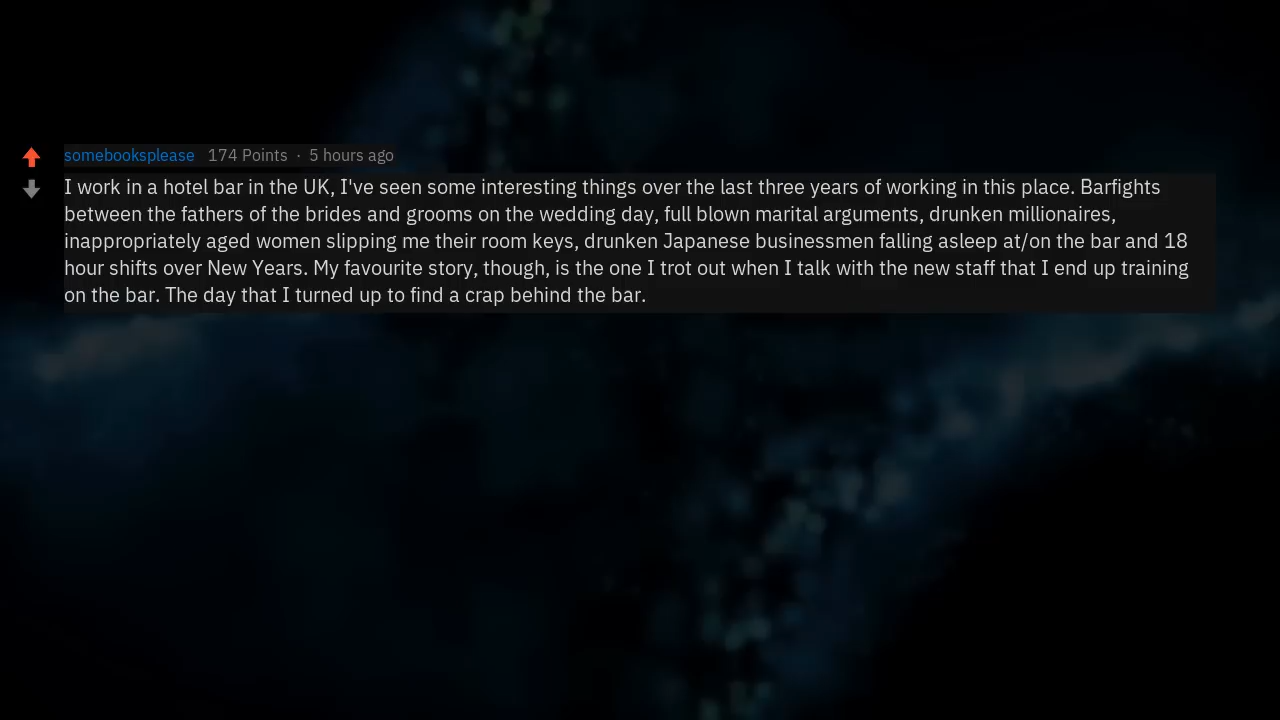 somebooksplease 174 Points · 5 hours ago
I work in a hotel bar in the UK, I've seen some interesting things over the last three years of working in this place. Barfights
between the fathers of the brides and grooms on the wedding day, full blown marital arguments, drunken millionaires,
inappropriately aged women slipping me their room keys, drunken Japanese businessmen falling asleep at/on the bar and 18
hour shifts over New Years. My favourite story, though, is the one I trot out when I talk with the new staff that I end up training
on the bar. The day that I turned up to find a crap behind the bar.